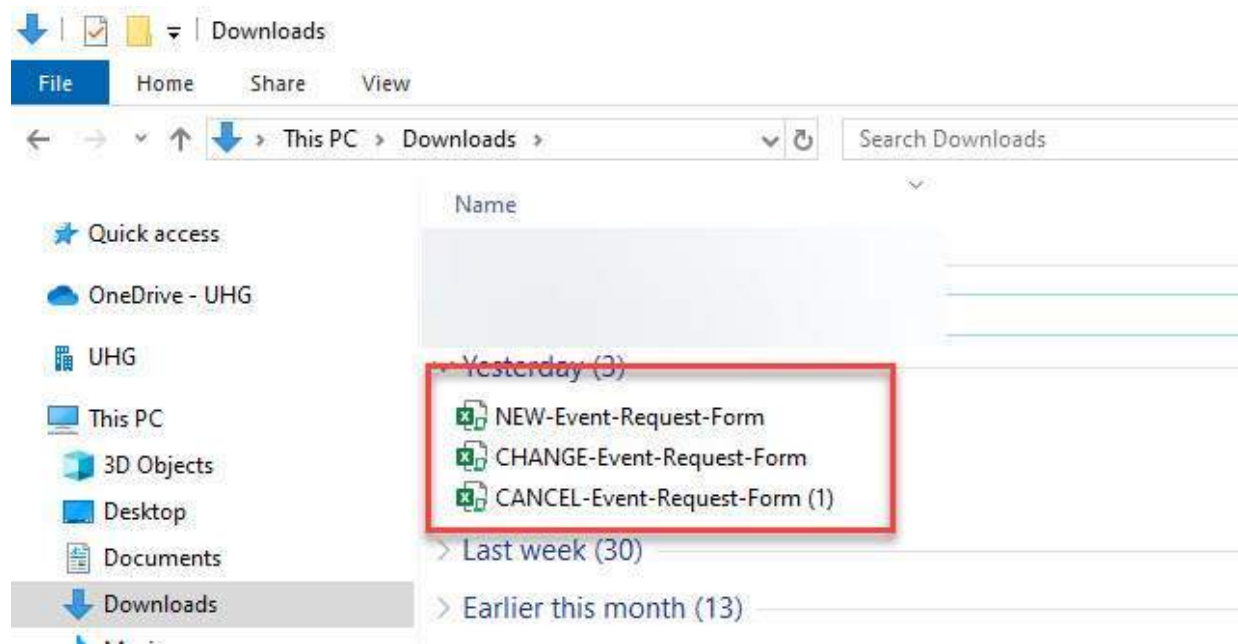 Downloads
File Home Share View
This PC > Downloads >
Search Downloads
Name
Quick access
OneDrive - UHG
UHG
This PC
3D Objects
Desktop
Documents
Downloads
Yesterday (3)
NEW-Event-Request-Form
CHANGE-Event-Request-Form
CANCEL-Event-Request-Form (1)
Last week (30)
Earlier this month (13)